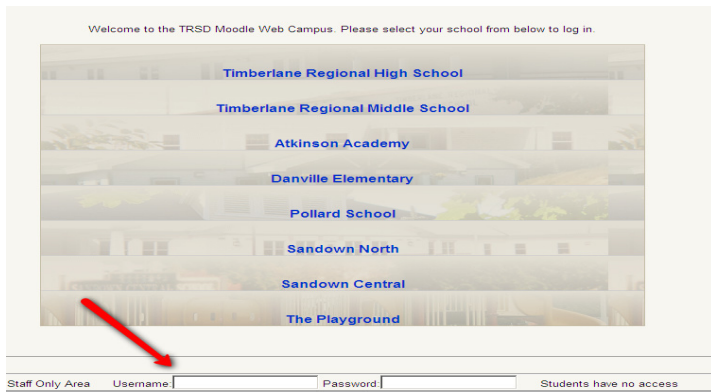 Welcome to the TRSD Moodle Web Campus. Please select your school from below to log in.
Timberlane Regional High School
Timberlane Regional Middle School
Atkinson Academy
Danville Elementary
Pollard School
Sandown North
Sandown Central
The Playground
Staff Only Area Username: Password: Students have no access